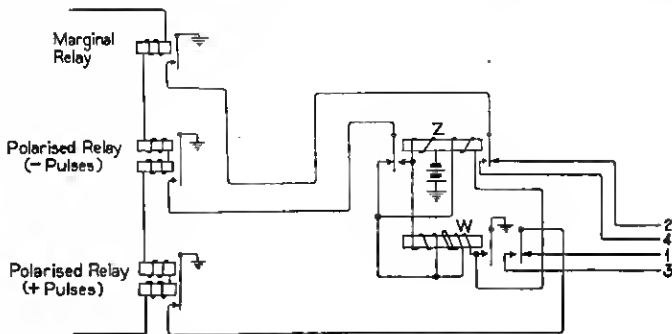 Marginal
Relay
Polarised Relay
(– Pulses)
Z
W
Polarised Relay
(+ Pulses)
2
4
1
3